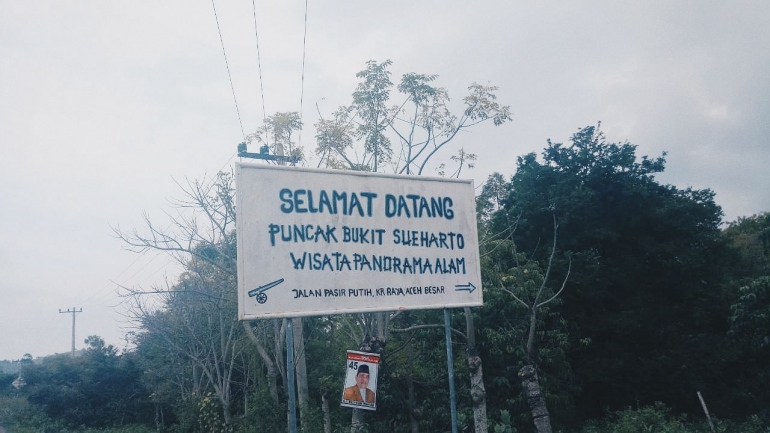 SELAMAT DATANG
PUNCAK BUKIT SUEHARTO
WISATA PANORAMA ALAM
JALAN PASIR PUTIH, KR RAYA, ACEH BESAR
45